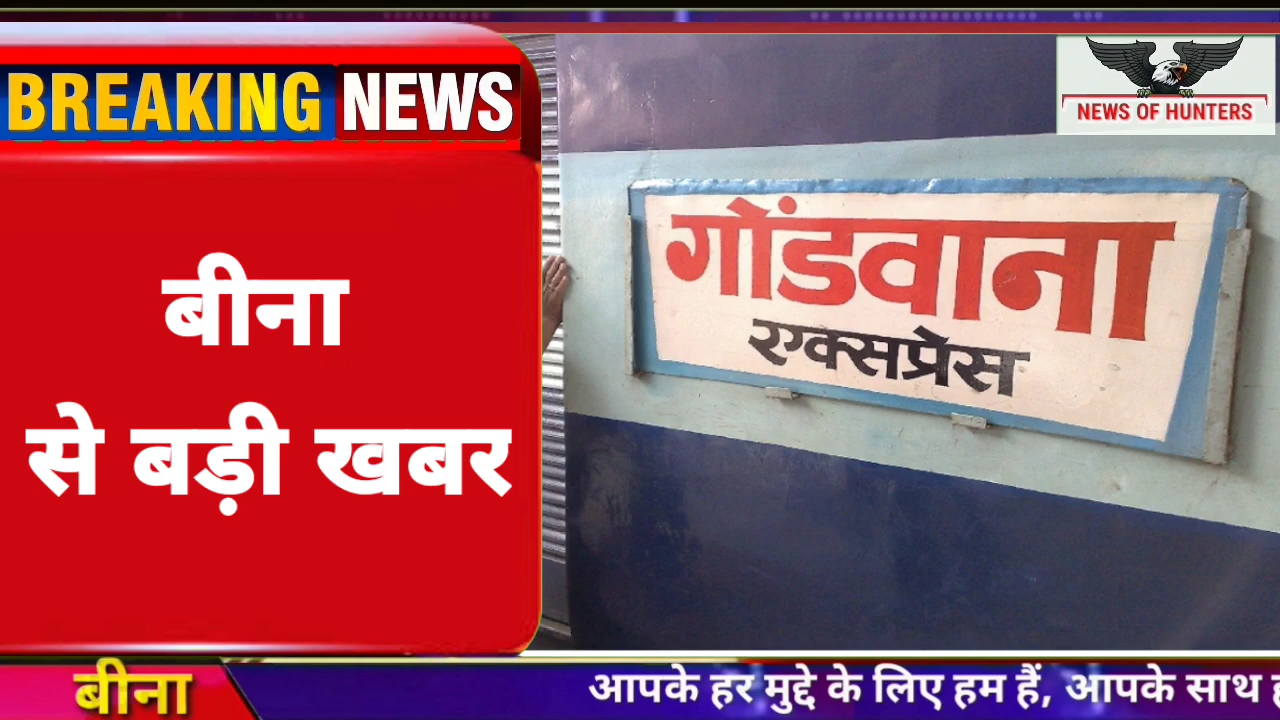 BREAKING NEWS
बीना
से बड़ी खबर
NEWS OF HUNTERS
गोंडवाना
एक्सप्रेस
बीना
आपके हर मुद्दे के लिए हम हैं, आपके साथ